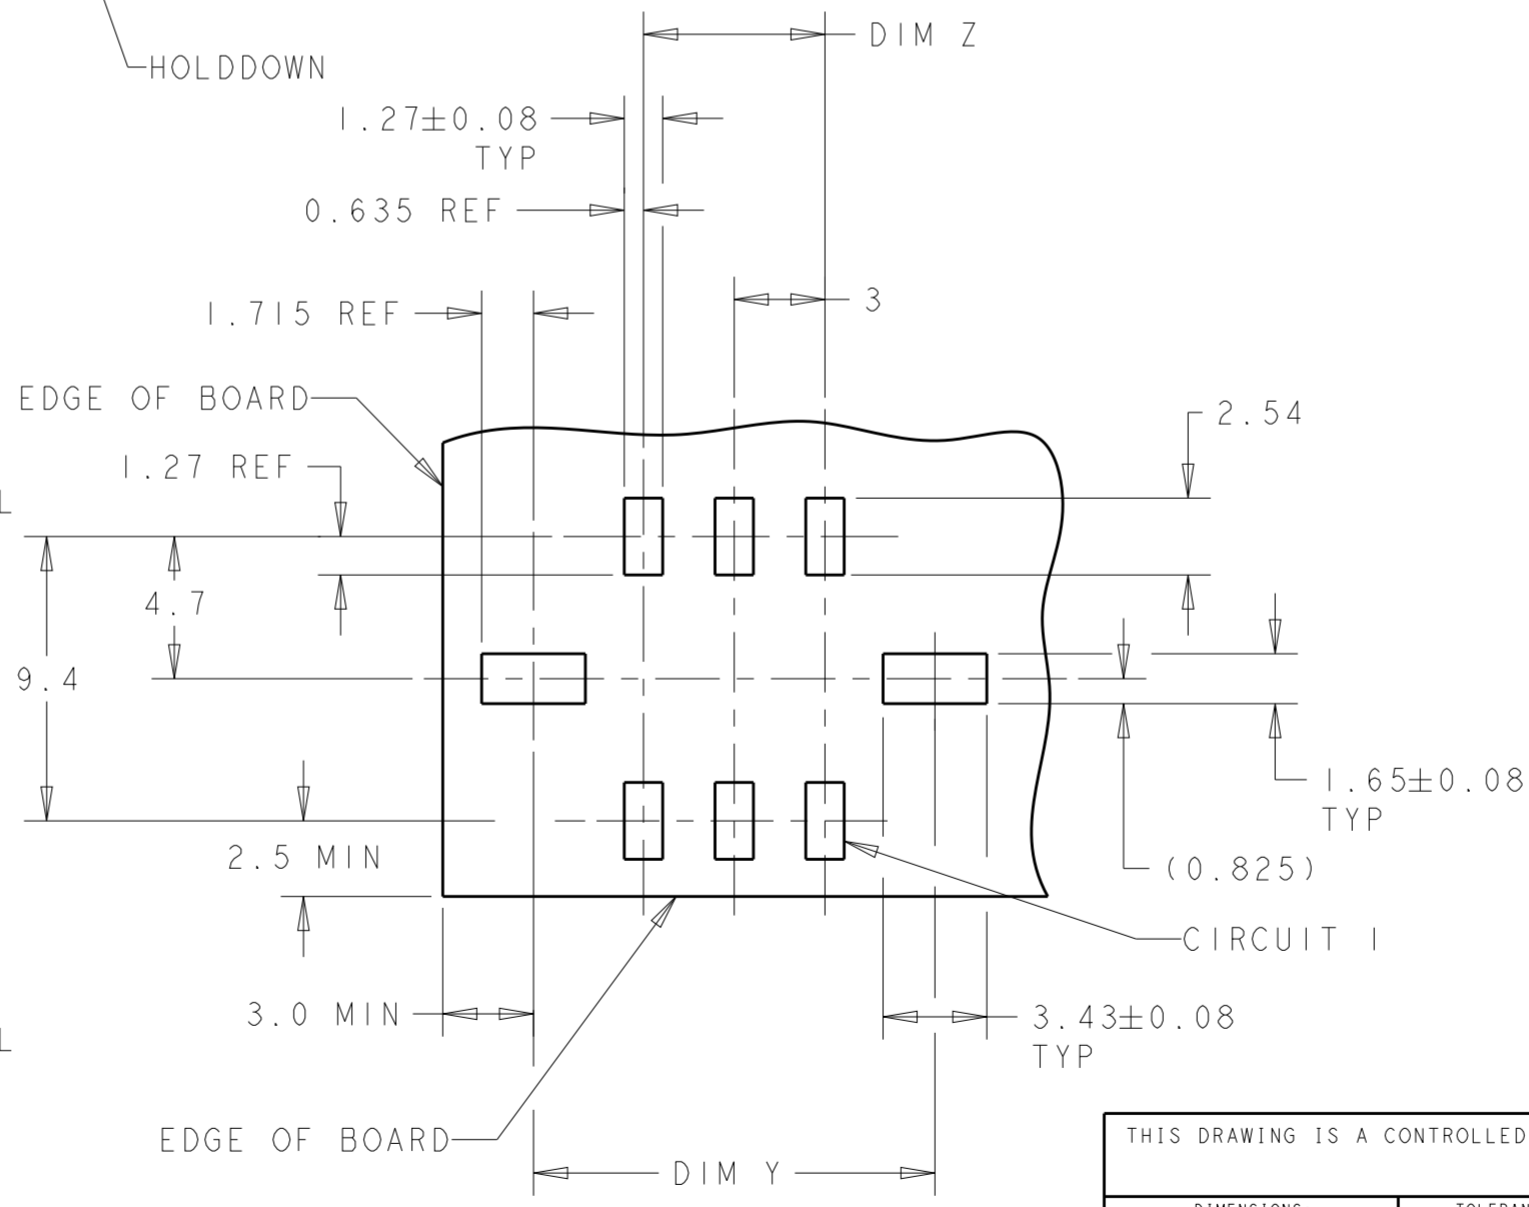 DIM Z
HOLDDOWN
1.27±0.08
TYP
0.635 REF
3
1.715 REF
EDGE OF BOARD
2.54
1.27 REF
4.7
9.4
1.65±0.08
TYP
2.5 MIN
(0.825)
CIRCUIT 1
3.0 MIN
3.43±0.08
TYP
EDGE OF BOARD
DIM Y
THIS DRAWING IS A CONTROLLED